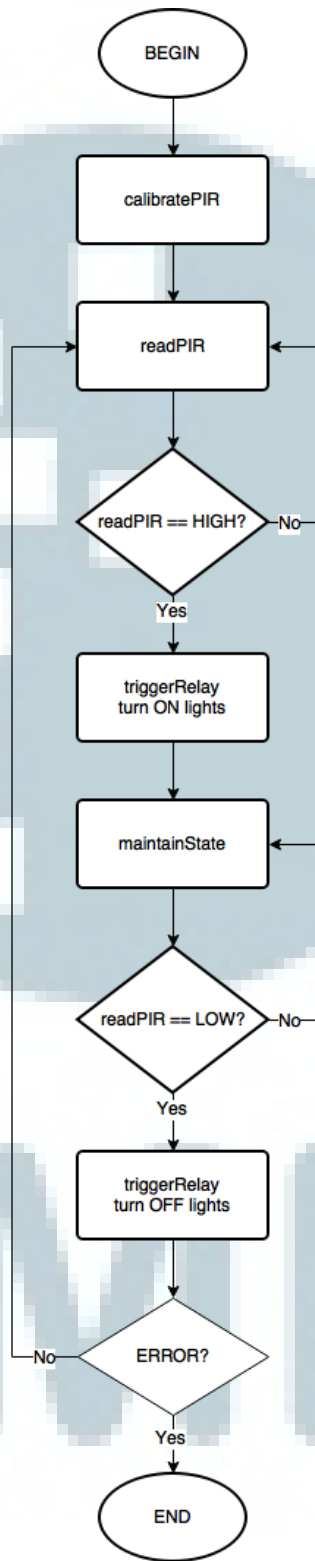 BEGIN
calibratePIR
readPIR
readPIR == HIGH?
No
Yes
triggerRelay
turn ON lights
maintainState
readPIR == LOW?
No
Yes
triggerRelay
turn OFF lights
ERROR?
No
Yes
END